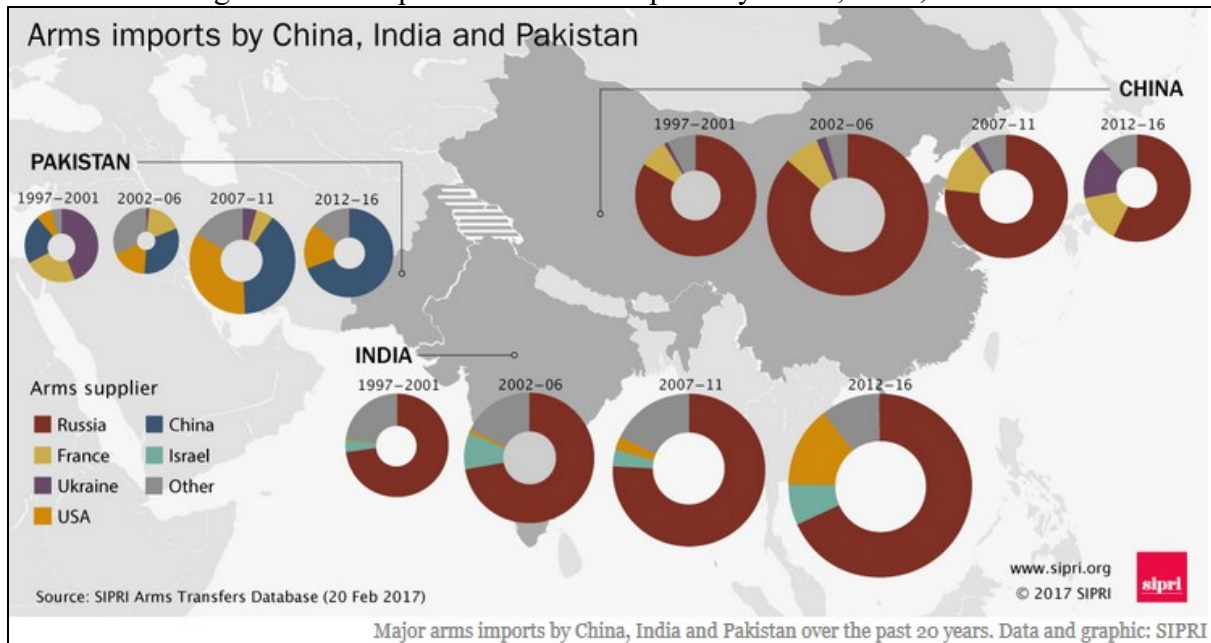 Arms imports by China, India and Pakistan
CHINA
1997–2001
2002–06
2007–11
2012–16
PAKISTAN
1997–2001
2002–06
2007–11
2012–16
INDIA
1997–2001
2002–06
2007–11
2012–16
Arms supplier
Russia
China
France
Israel
Ukraine
Other
USA
www.sipri.org
© 2017 SIPRI
sipri
Source: SIPRI Arms Transfers Database (20 Feb 2017)
Major arms imports by China, India and Pakistan over the past 20 years. Data and graphic: SIPRI